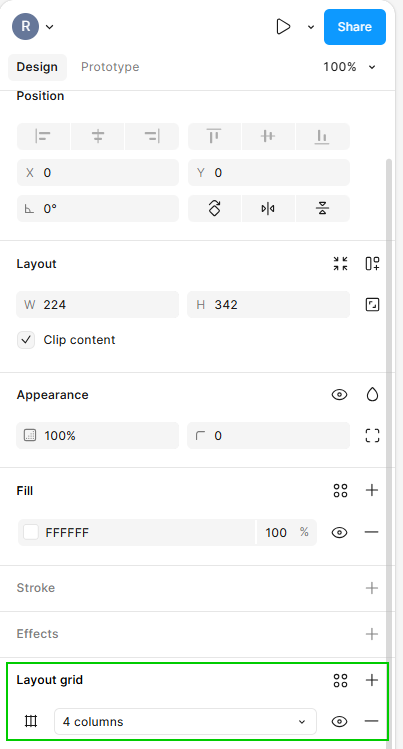 R Share
Design Prototype 100%
Position
X 0 Y 0
0°
Layout
W 224 H 342
Clip content
Appearance
100% 0
Fill
FFFFFF 100 %
Stroke
Effects
Layout grid
4 columns